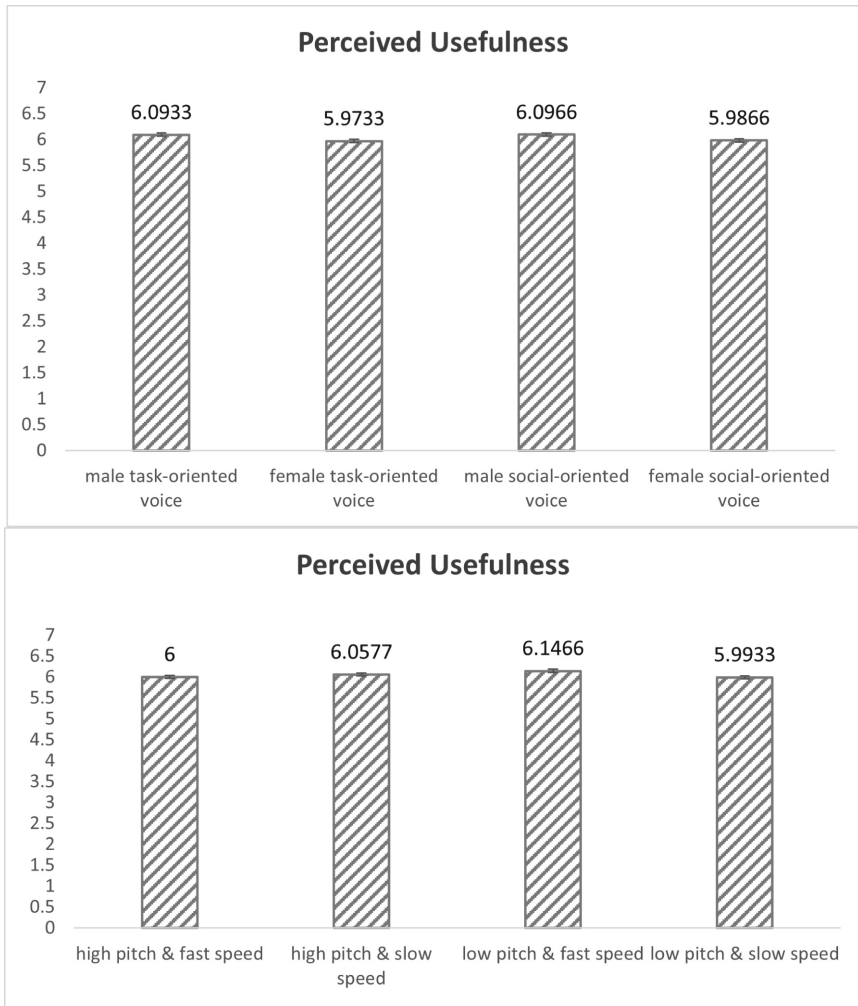 Perceived Usefulness
7
6.5
6
5.5
5
4.5
4
3.5
3
2.5
2
1.5
1
0.5
0
6.0933
5.9733
6.0966
5.9866
male task-oriented
voice
female task-oriented
voice
male social-oriented
voice
female social-oriented
voice
Perceived Usefulness
7
6.5
6
5.5
5
4.5
4
3.5
3
2.5
2
1.5
1
0.5
0
6
6.0577
6.1466
5.9933
high pitch & fast speed
high pitch & slow
speed
low pitch & fast speed
low pitch & slow speed